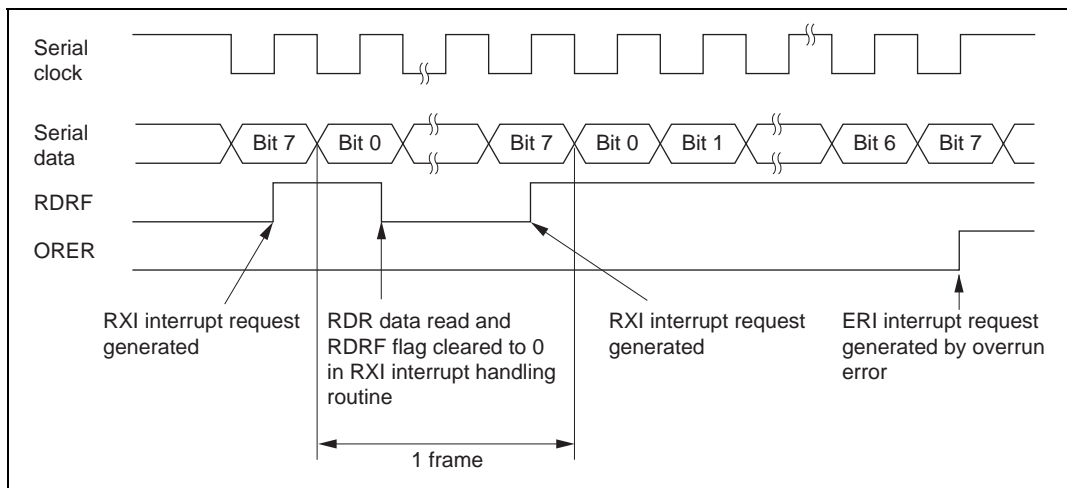 Serial
clock
Serial
data
Bit 7
Bit 0
Bit 7
Bit 0
Bit 1
Bit 6
Bit 7
RDRF
ORER
RXI interrupt request
generated
RDR data read and
RDRF flag cleared to 0
in RXI interrupt handling
routine
RXI interrupt request
generated
ERI interrupt request
generated by overrun
error
1 frame